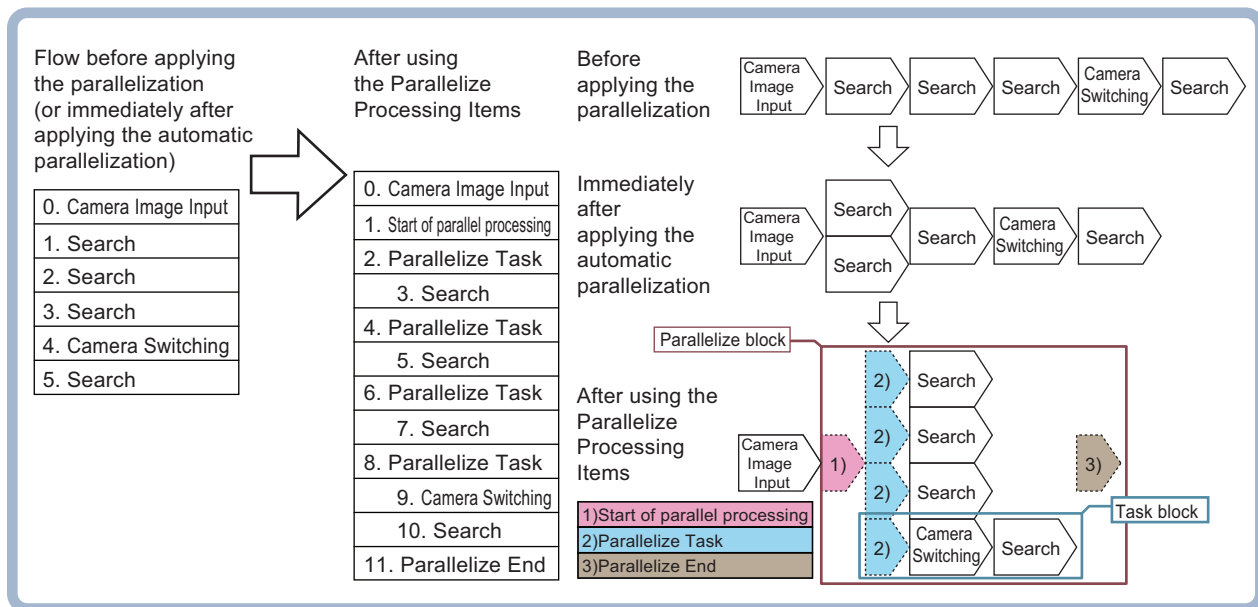 Flow before applying
the parallelization
(or immediately after
applying the automatic
parallelization)
0. Camera Image Input
1. Search
2. Search
3. Search
4. Camera Switching
5. Search
After using
the Parallelize
Processing Items
0. Camera Image Input
1. Start of parallel processing
2. Parallelize Task
3. Search
4. Parallelize Task
5. Search
6. Parallelize Task
7. Search
8. Parallelize Task
9. Camera Switching
10. Search
11. Parallelize End
Before
applying the
parallelization
Camera
Image
Input
Search
Search
Search
Camera
Switching
Search
Immediately
after
applying the
automatic
parallelization
Camera
Image
Input
Search
Search
Search
Camera
Switching
Search
Parallelize block
After using the
Parallelize
Processing
Items
Camera
Image
Input
1)
2)
Search
2)
Search
2)
Search
2)
Camera
Switching
Search
3)
Task block
1)Start of parallel processing
2)Parallelize Task
3)Parallelize End